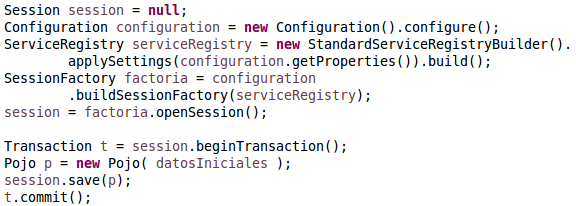 Session session = null;
Configuration configuration = new Configuration().configure();
ServiceRegistry serviceRegistry = new StandardServiceRegistryBuilder().
applySettings(configuration.getProperties()).build();
SessionFactory factoria = configuration
.buildSessionFactory(serviceRegistry);
session = factoria.openSession();
Transaction t = session.beginTransaction();
Pojo p = new Pojo( datosIniciales );
session.save(p);
t.commit();